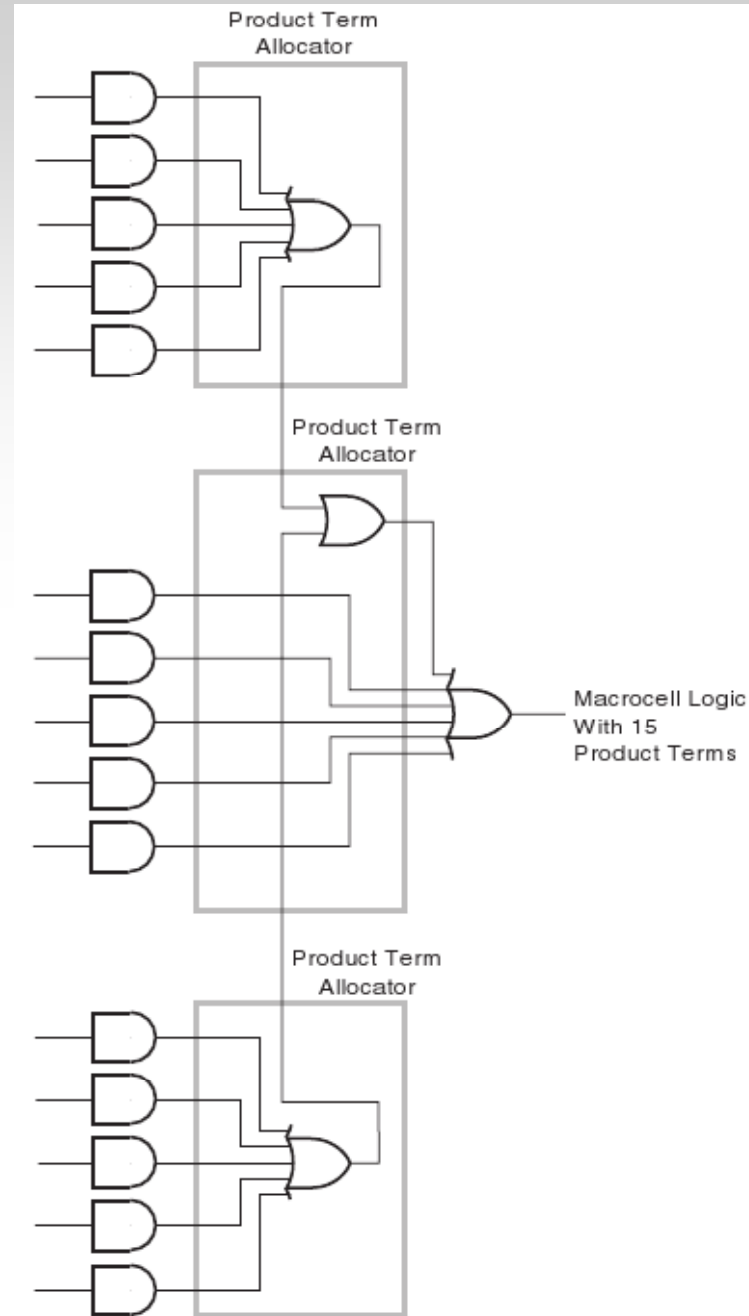 Product Term
Allocator
Product Term
Allocator
Macrocell Logic
With 15
Product Terms
Product Term
Allocator